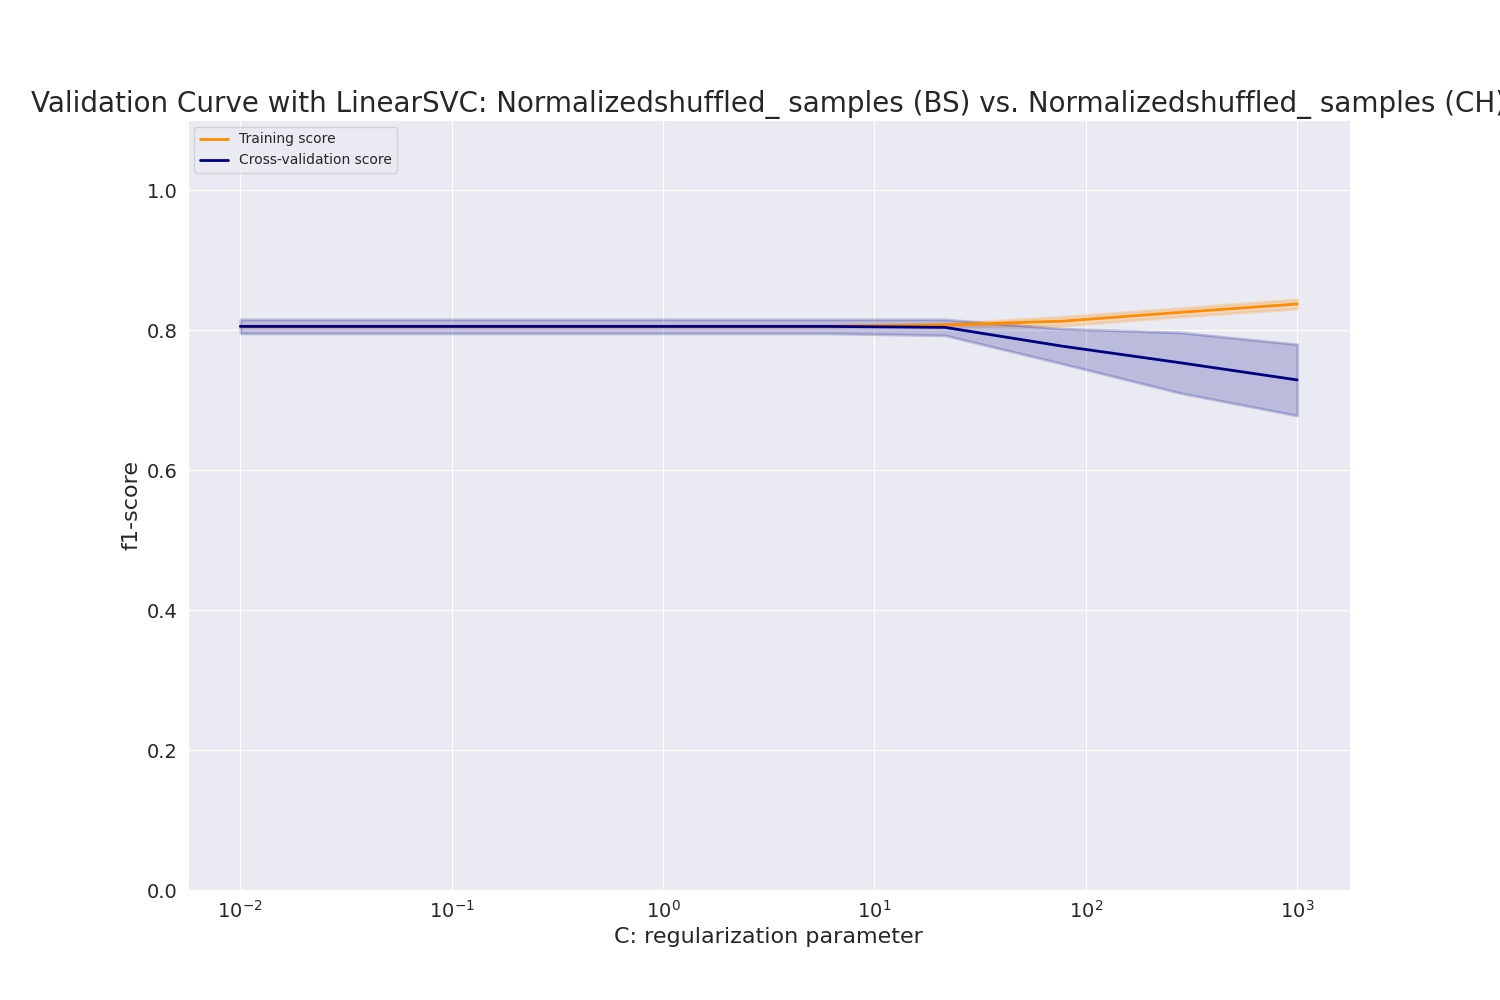 Validation Curve with LinearSVC: Normalizedshuffled_ samples (BS) vs. Normalizedshuffled_ samples (CH)
Training score
Cross-validation score
1.0
0.8
0.6
0.4
0.2
0.0
f1-score
10⁻² 10⁻¹ 10⁰ 10¹ 10² 10³
C: regularization parameter